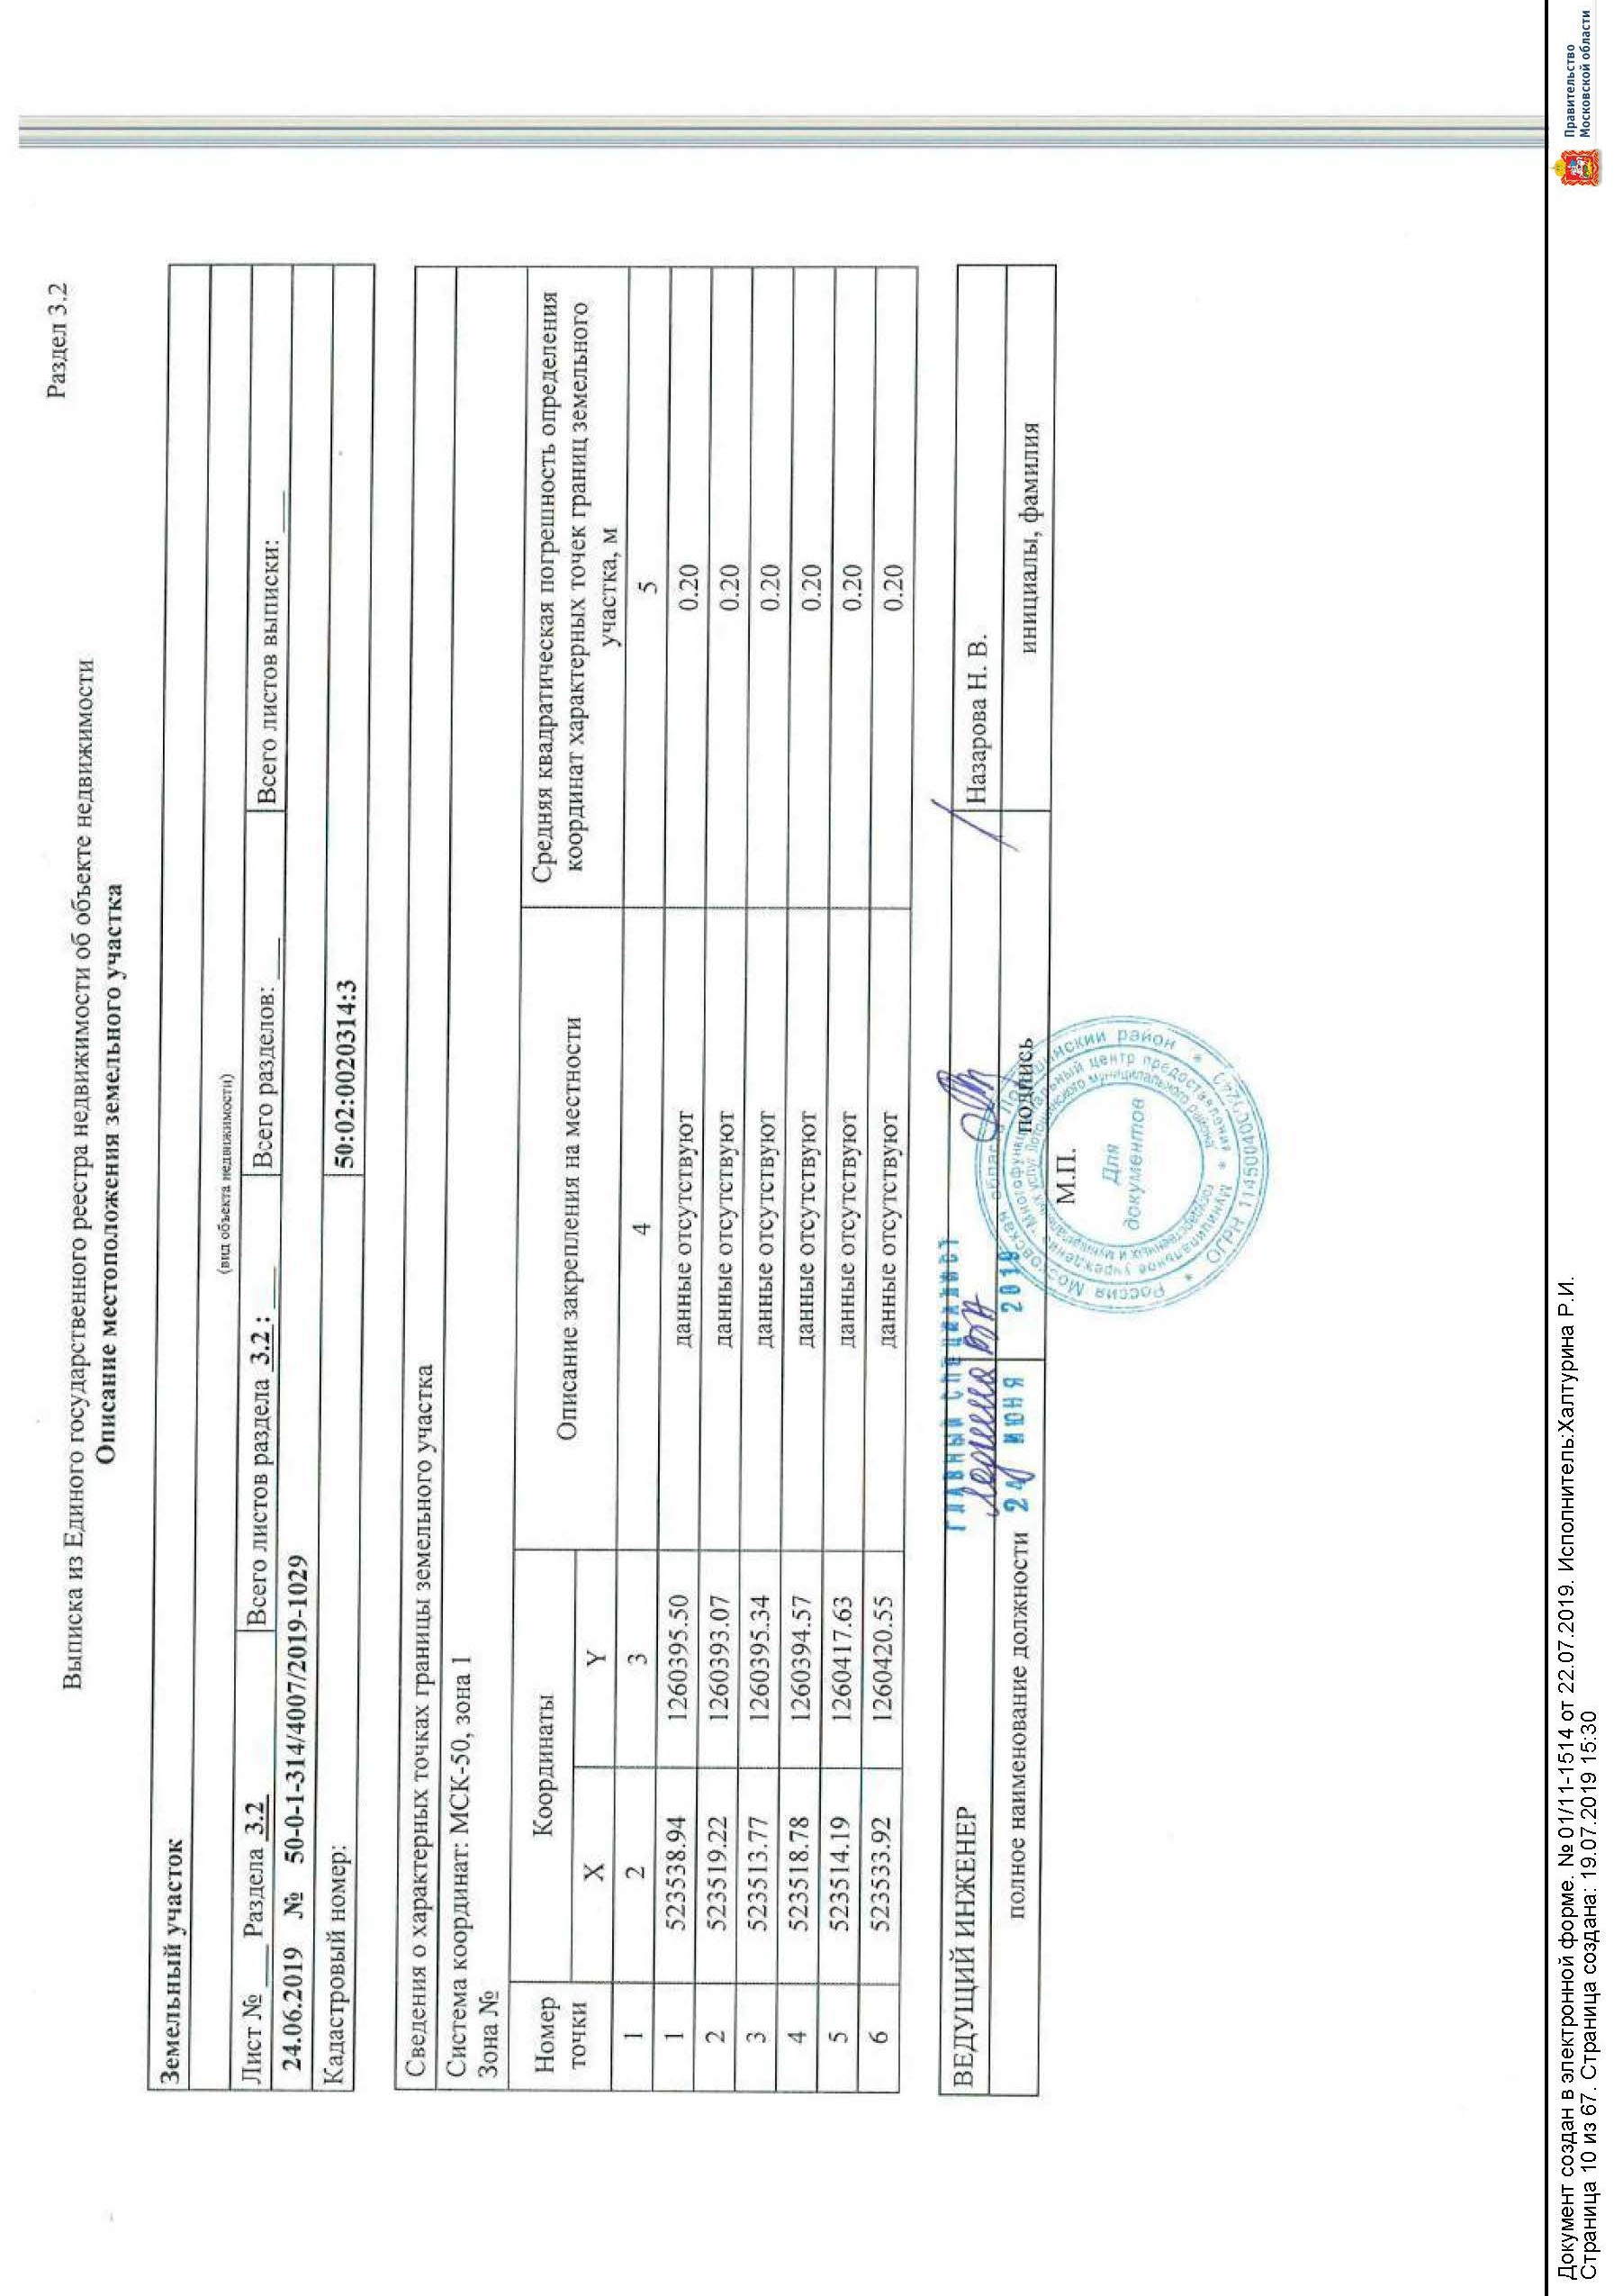 Раздел 3.2
Выписка из Единого государственного реестра недвижимости об объекте недвижимости
Описание местоположения земельного участка
Земельный участок
(вид объекта недвижимости)
Лист № ___ Раздела 3.2 Всего листов раздела 3.2 : ___ Всего разделов: ___ Всего листов выписки: ___
24.06.2019 № 50-0-1-314/4007/2019-1029
Кадастровый номер: 50:02:0020314:3
Сведения о характерных точках границы земельного участка
Система координат: МСК-50, зона 1
Зона №
Номер точки Координаты Описание закрепления на местности Средняя квадратическая погрешность определения
координат характерных точек границ земельного
участка, м
X Y
1 2 3 4 5
1 523538.94 1260395.50 данные отсутствуют 0.20
2 523519.22 1260393.07 данные отсутствуют 0.20
3 523513.77 1260395.34 данные отсутствуют 0.20
4 523518.78 1260394.57 данные отсутствуют 0.20
5 523514.19 1260417.63 данные отсутствуют 0.20
6 523533.92 1260420.55 данные отсутствуют 0.20
ГЛАВНЫЙ СПЕЦИАЛИСТ
ВЕДУЩИЙ ИНЖЕНЕР Назарова Н. В.
полное наименование должности подпись инициалы, фамилия
24 ИЮНЯ 2019
М.П.
Для
документов
Документ создан в электронной форме. № 01/11-1514 от 22.07.2019. Исполнитель:Халтурина Р.И.
Страница 10 из 67. Страница создана: 19.07.2019 15:30
Правительство
Московской области